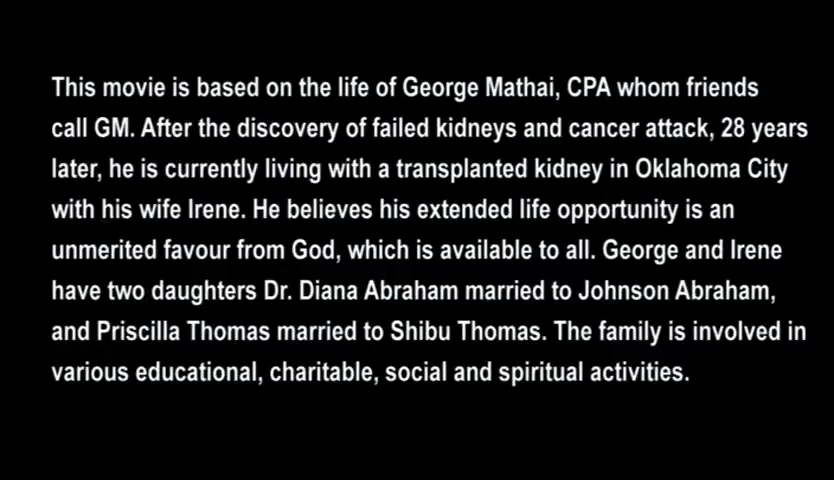 This movie is based on the life of George Mathai, CPA whom friends
call GM. After the discovery of failed kidneys and cancer attack, 28 years
later, he is currently living with a transplanted kidney in Oklahoma City
with his wife Irene. He believes his extended life opportunity is an
unmerited favour from God, which is available to all. George and Irene
have two daughters Dr. Diana Abraham married to Johnson Abraham,
and Priscilla Thomas married to Shibu Thomas. The family is involved in
various educational, charitable, social and spiritual activities.